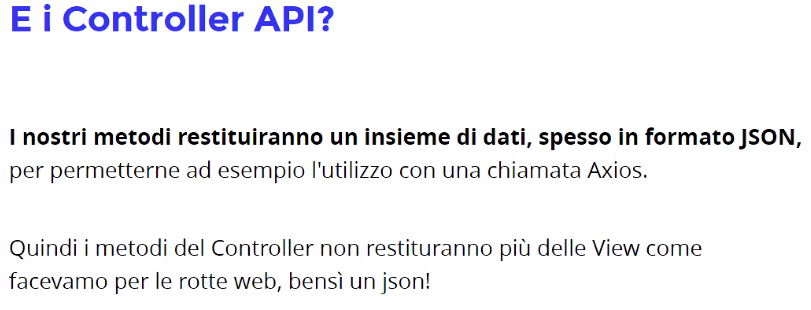 E i Controller API?
I nostri metodi restituiranno un insieme di dati, spesso in formato JSON,
per permetterne ad esempio l'utilizzo con una chiamata Axios.
Quindi i metodi del Controller non restituranno più delle View come
facevamo per le rotte web, bensì un json!